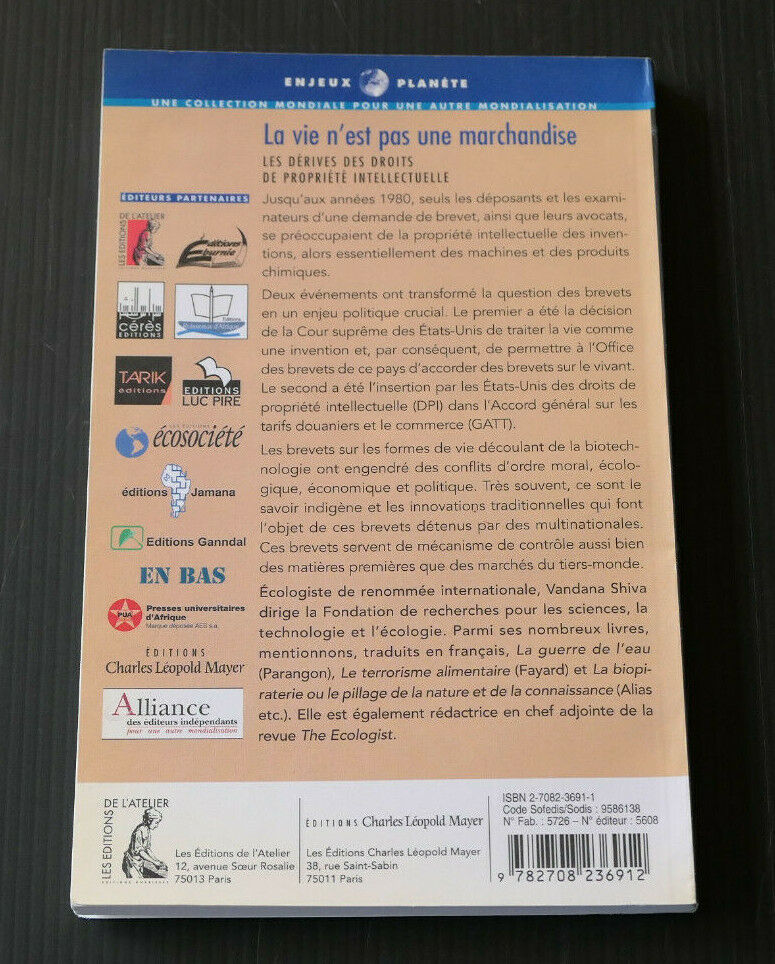 ENJEUX PLANÈTE
UNE COLLECTION MONDIALE POUR UNE AUTRE MONDIALISATION
La vie n'est pas une marchandise
LES DÉRIVES DES DROITS
DE PROPRIÉTÉ INTELLECTUELLE
ÉDITEURS PARTENAIRES
LES ÉDITIONS
DE L'ATELIER
Éditions
Eburnie
cérès
EDITIONS
Editions
Ruisseaux d'Afrique
TARIK
éditions
EDITIONS
LUC PIRE
LES ÉDITIONS
écosociété
éditions Jamana
Editions Ganndal
EN BAS
PUA
Presses universitaires
d'Afrique
Marque déposée AES s.a.
ÉDITIONS
Charles Léopold Mayer
Alliance
des éditeurs indépendants
pour une autre mondialisation
Jusqu'aux années 1980, seuls les déposants et les exami-
nateurs d'une demande de brevet, ainsi que leurs avocats,
se préoccupaient de la propriété intellectuelle des inven-
tions, alors essentiellement des machines et des produits
chimiques.
Deux événements ont transformé la question des brevets
en un enjeu politique crucial. Le premier a été la décision
de la Cour suprême des États-Unis de traiter la vie comme
une invention et, par conséquent, de permettre à l'Office
des brevets de ce pays d'accorder des brevets sur le vivant.
Le second a été l'insertion par les États-Unis des droits de
propriété intellectuelle (DPI) dans l'Accord général sur les
tarifs douaniers et le commerce (GATT).
Les brevets sur les formes de vie découlant de la biotech-
nologie ont engendré des conflits d'ordre moral, écolo-
gique, économique et politique. Très souvent, ce sont le
savoir indigène et les innovations traditionnelles qui font
l'objet de ces brevets détenus par des multinationales.
Ces brevets servent de mécanisme de contrôle aussi bien
des matières premières que des marchés du tiers-monde.
Écologiste de renommée internationale, Vandana Shiva
dirige la Fondation de recherches pour les sciences, la
technologie et l'écologie. Parmi ses nombreux livres,
mentionnons, traduits en français, La guerre de l'eau
(Parangon), Le terrorisme alimentaire (Fayard) et La biopi-
raterie ou le pillage de la nature et de la connaissance (Alias
etc.). Elle est également rédactrice en chef adjointe de la
revue The Ecologist.
LES ÉDITIONS
DE L'ATELIER
ÉDITIONS OUVRIÈRES
Les Éditions de l'Atelier
12, avenue Sœur Rosalie
75013 Paris
ÉDITIONS Charles Léopold Mayer
Les Éditions Charles Léopold Mayer
38, rue Saint-Sabin
75011 Paris
ISBN 2-7082-3691-1
Code Sofedis/Sodis : 9586138
N° Fab. : 5726 – N° éditeur : 5608
9 782708 236912